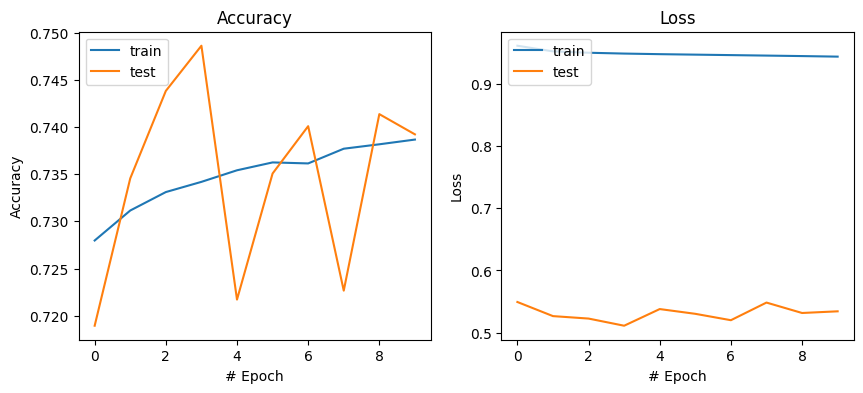 Accuracy
0.750
0.745
0.740
0.735
0.730
0.725
0.720
Accuracy
train
test
0 2 4 6 8
# Epoch
Loss
0.9
0.8
0.7
0.6
0.5
Loss
train
test
0 2 4 6 8
# Epoch